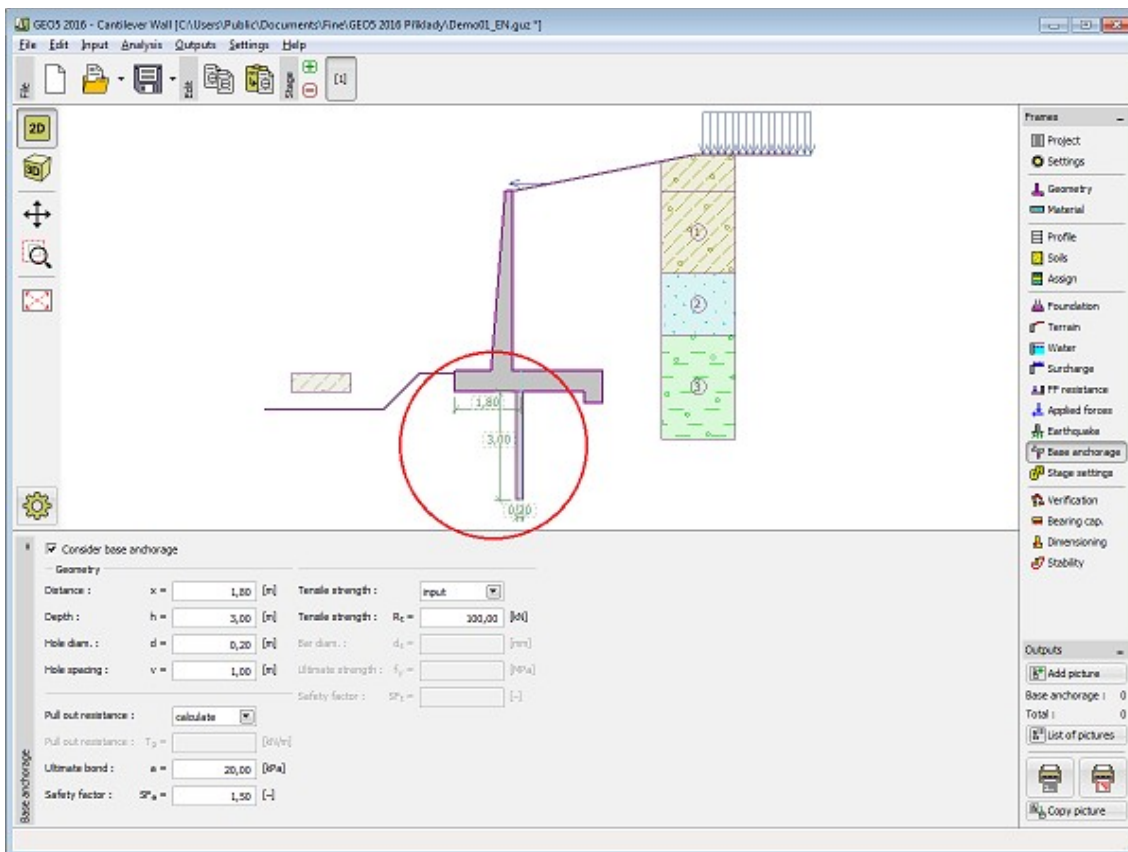 GEO5 2016 - Cantilever Wall [C:\Users\Public\Documents\Fine\GEO5 2016 Příklady\Demo01_EN.guz *]
File Edit Input Analysis Outputs Settings Help
File
Edit
Stage
[1]
2D
3D
1
2
3
1,80
3,00
0,20
Frames
Project
Settings
Geometry
Material
Profile
Soils
Assign
Foundation
Terrain
Water
Surcharge
FF resistance
Applied forces
Earthquake
Base anchorage
Stage settings
Verification
Bearing cap.
Dimensioning
Stability
Base anchorage
Consider base anchorage
Geometry
Distance : x = 1,80 [m]
Depth : h = 3,00 [m]
Hole diam. : d = 0,20 [m]
Hole spacing : v = 1,00 [m]
Pull out resistance : calculate
Pull out resistance : Tp = [kN/m]
Ultimate bond : a = 20,00 [kPa]
Safety factor : SFe = 1,50 [–]
Tensile strength : input
Tensile strength : Rt = 100,00 [kN]
Bar diam. : ds = [mm]
Ultimate strength : fy = [MPa]
Safety factor : SFt = [–]
Outputs
Add picture
Base anchorage : 0
Total : 0
List of pictures
Copy picture